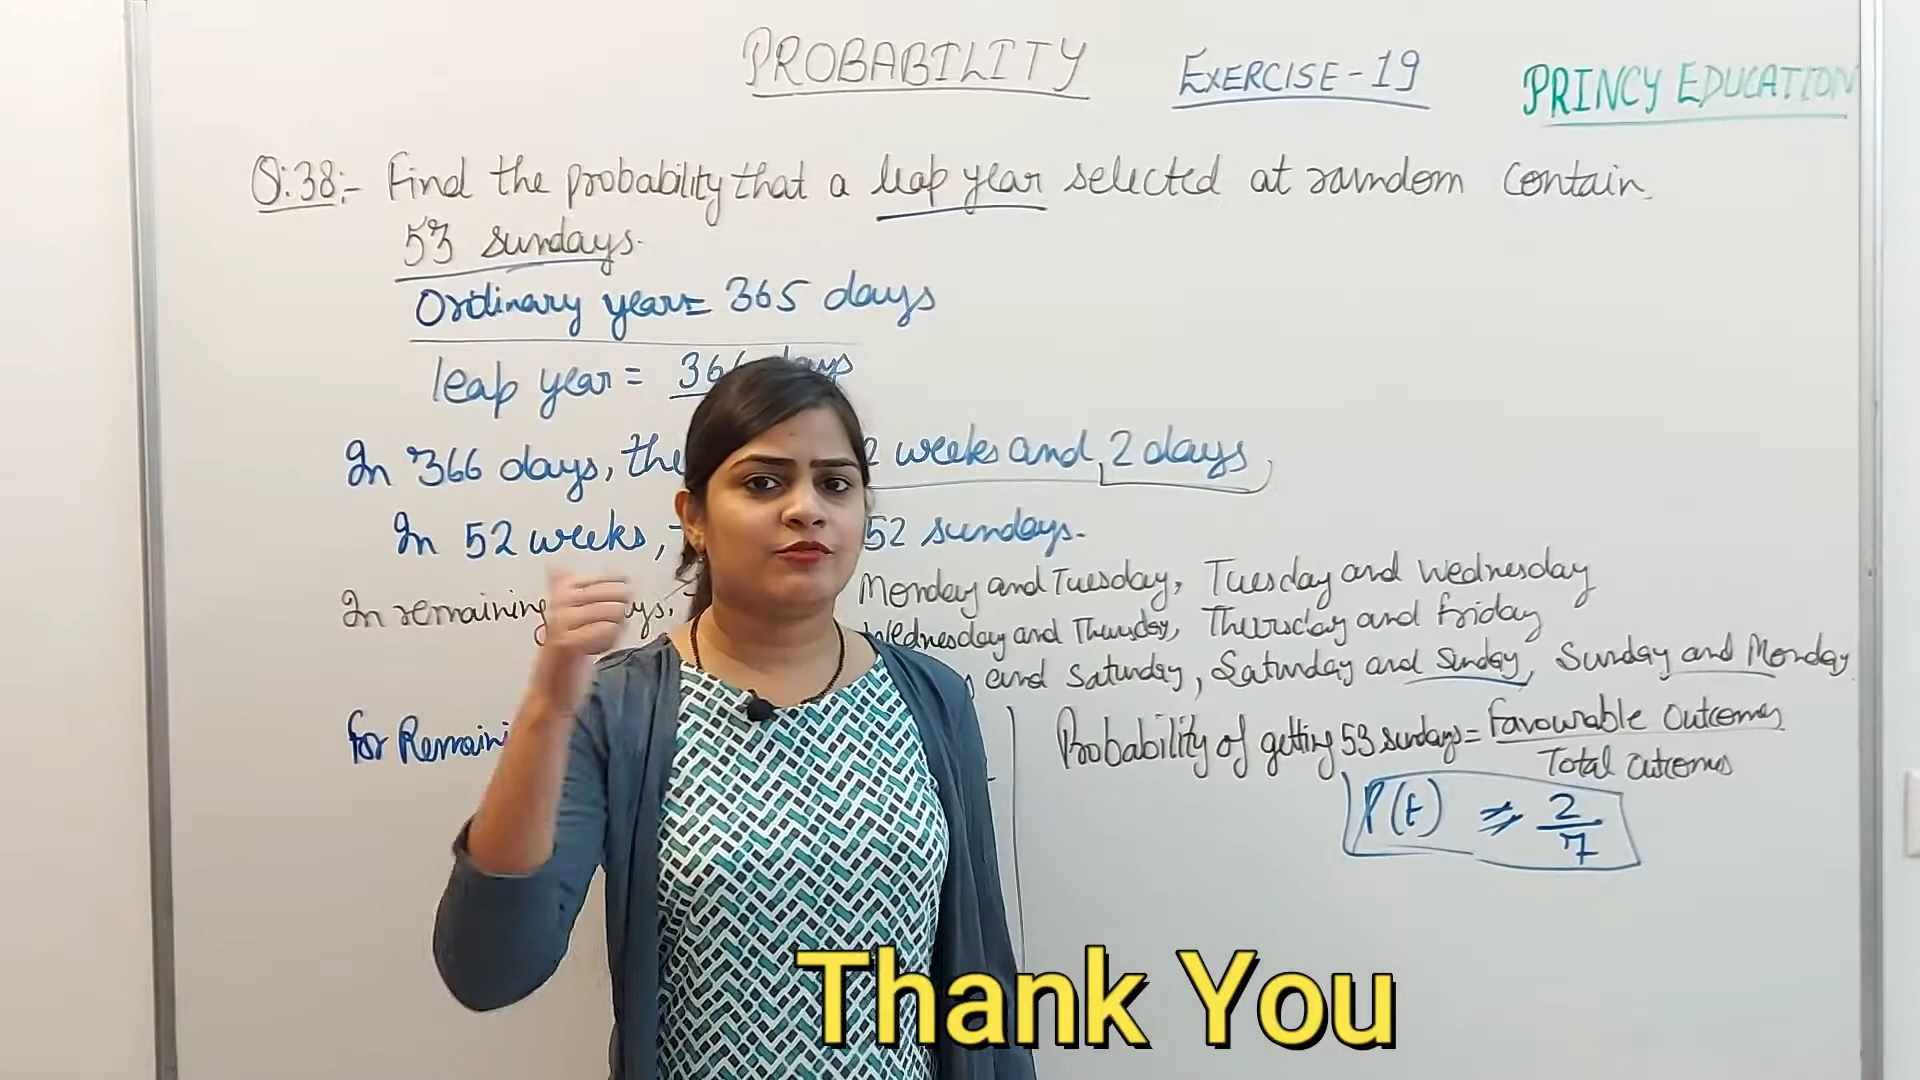 PROBABILITY EXERCISE-19 PRINCY EDUCATION
Q:38:- Find the probability that a leap year selected at random contain
53 sundays.
Ordinary year= 365 days
leap year = 366 days
In 366 days, the 2 weeks and 2 days,
In 52 weeks, 52 sundays.
In remaining Monday and Tuesday, Tuesday and Wednesday
Wednesday and Thursday, Thursday and friday
and Saturday, Saturday and Sunday, Sunday and Monday
for Remaini Probability of getting 53 sundays = Favourable Outcomes
Total outcomes
P(E) ⇒ 2/7
Thank You